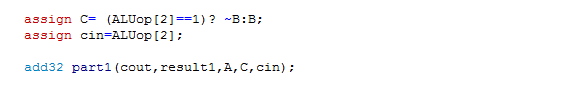 assign C= (ALUop[2]==1)? ~B:B;
assign cin=ALUop[2];
add32 part1(cout,result1,A,C,cin);